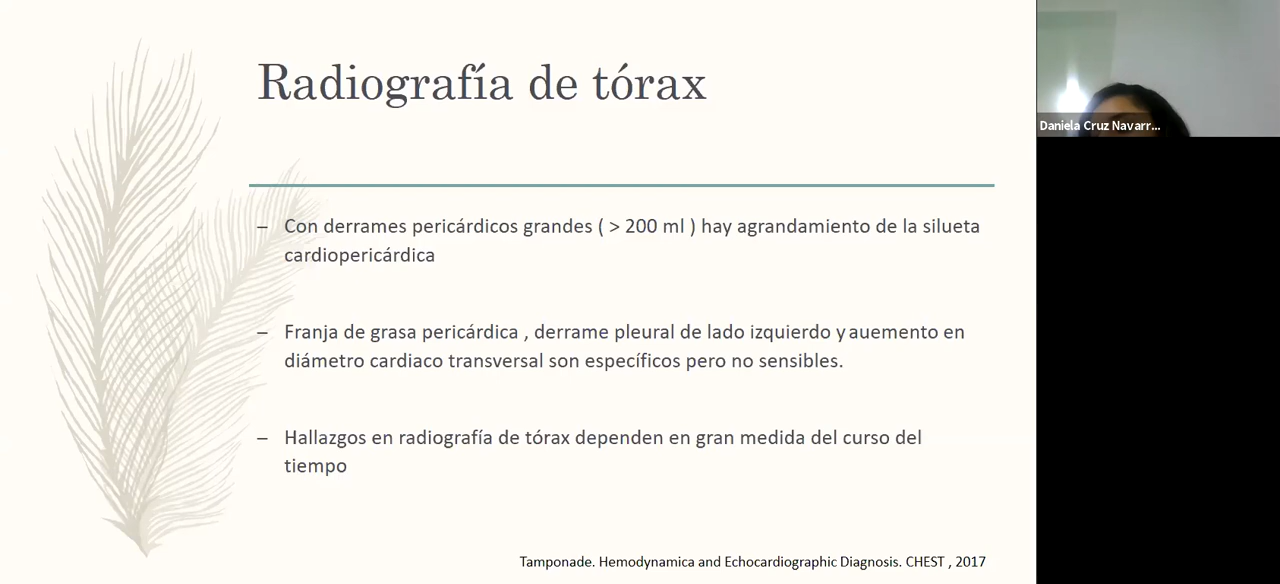 Radiografía de tórax
– Con derrames pericárdicos grandes ( > 200 ml ) hay agrandamiento de la silueta
cardiopericárdica
– Franja de grasa pericárdica , derrame pleural de lado izquierdo y auemento en
diámetro cardiaco transversal son específicos pero no sensibles.
– Hallazgos en radiografía de tórax dependen en gran medida del curso del
tiempo
Tamponade. Hemodynamica and Echocardiographic Diagnosis. CHEST , 2017
Daniela Cruz Navarr...